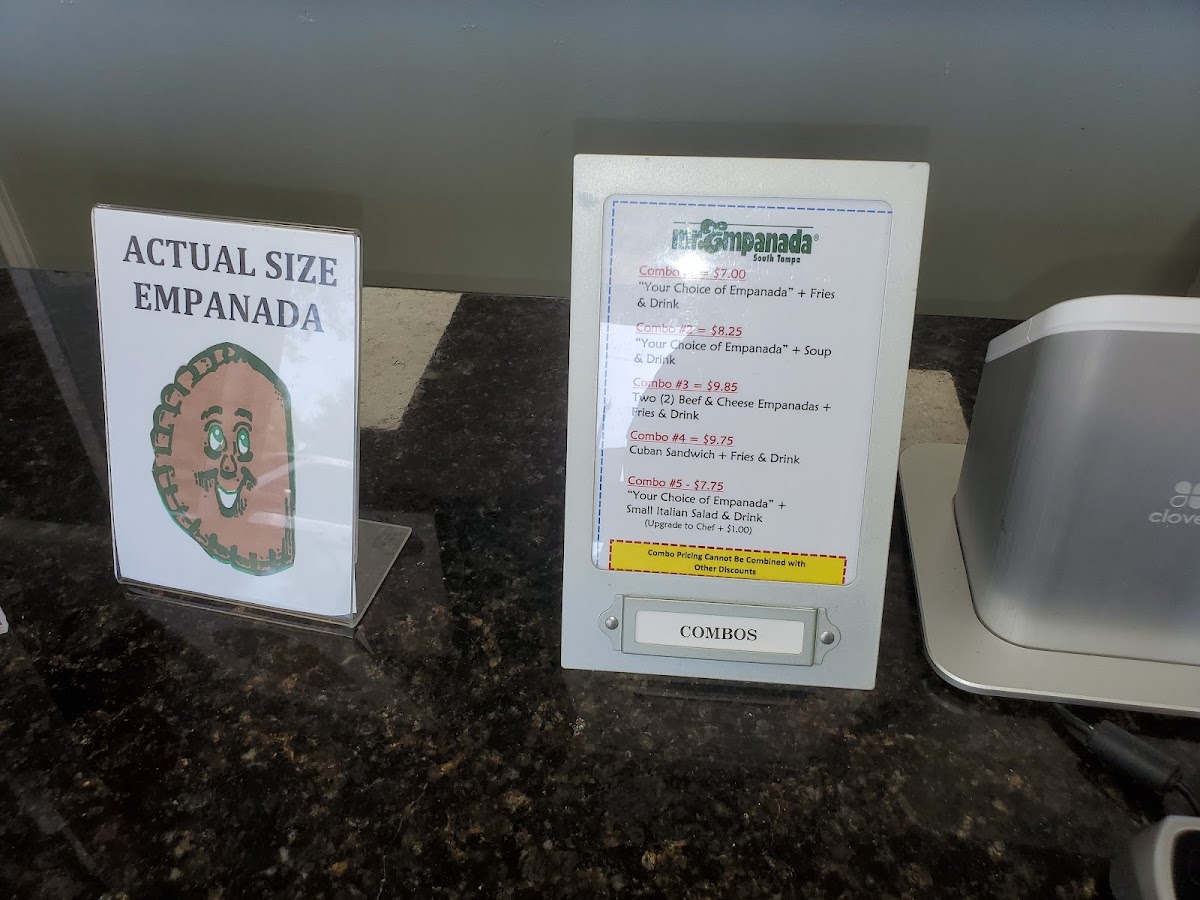 ACTUAL SIZE
EMPANADA
mr Empanada®
South Tampa
Combo = $7.00
"Your Choice of Empanada" + Fries
& Drink
Combo #2 = $8.25
"Your Choice of Empanada" + Soup
& Drink
Combo #3 = $9.85
Two (2) Beef & Cheese Empanadas +
Fries & Drink
Combo #4 = $9.75
Cuban Sandwich + Fries & Drink
Combo #5 - $7.75
"Your Choice of Empanada" +
Small Italian Salad & Drink
(Upgrade to Chef + $1.00)
Combo Pricing Cannot Be Combined with
Other Discounts
COMBOS